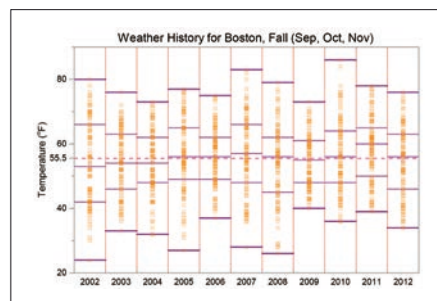 Weather History for Boston, Fall (Sep, Oct, Nov)
Temperature (°F)
80
60
55.5
40
20
2002 2003 2004 2005 2006 2007 2008 2009 2010 2011 2012